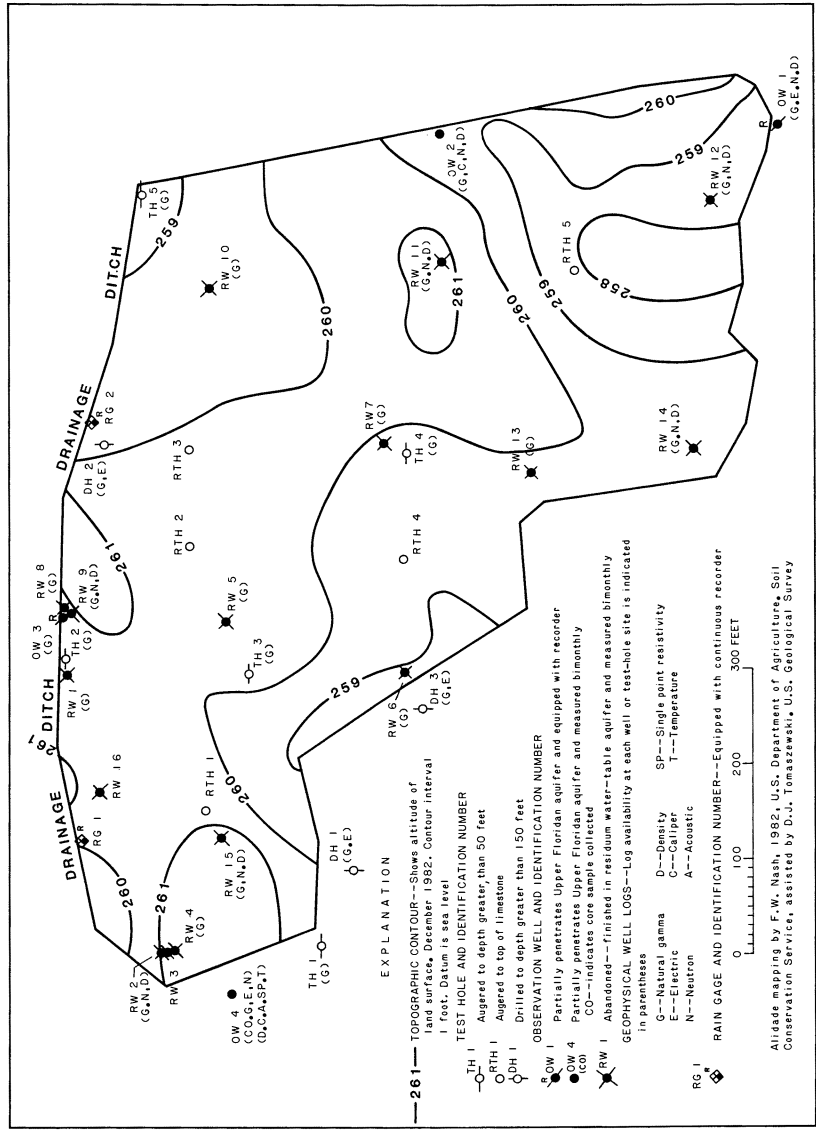 DRAINAGE
DITCH
DRAINAGE
DITCH
260
261
261
259
RG 1
R
RW 16
RW 1
(G)
OW 3
R
TH 2
(G)
RW 8
(G)
RW 9
(G,N,D)
DH 2
(G,E)
R
RG 2
TH 5
(G)
RW 10
(G)
RTH 3
RTH 2
RW 5
(G)
TH 3
(G)
RTH 1
RW 15
(G,N,D)
261
RW 2
(G,N,D)
RW 3
RW 4
(G)
OW 4
(CO,G,E,N)
(D,C,A,SP,T)
TH 1
(G)
DH 1
(G,E)
260
259
RW 6
(G)
DH 3
(G,E)
RTH 4
RW7
(G)
TH 4
(G)
RW 13
(G)
260
RW 11
(G,N,D)
261
OW 2
(G,C,N,D)
260
259
RTH 5
258
RW 14
(G,N,D)
260
259
RW 12
(G,N,D)
R
OW 1
(G,E,N,D)
EXPLANATION
—261— TOPOGRAPHIC CONTOUR--Shows altitude of
land surface, December 1982. Contour interval
1 foot. Datum is sea level
TEST HOLE AND IDENTIFICATION NUMBER
TH 1 Augered to depth greater, than 50 feet
RTH 1 Augered to top of limestone
DH 1 Drilled to depth greater than 150 feet
OBSERVATION WELL AND IDENTIFICATION NUMBER
R OW 1 Partially penetrates Upper Floridan aquifer and equipped with recorder
OW 4 Partially penetrates Upper Floridan aquifer and measured bimonthly
(CO) CO--indicates core sample collected
RW 1 Abandoned--finished in residuum water-table aquifer and measured bimonthly
GEOPHYSICAL WELL LOGS--Log availability at each well or test-hole site is indicated
in parentheses
G--Natural gamma D--Density SP--Single point resistivity
E--Electric C--Caliper T--Temperature
N--Neutron A--Acoustic
RG 1 R RAIN GAGE AND IDENTIFICATION NUMBER--Equipped with continuous recorder
0 100 200 300 FEET
Alidade mapping by F.W. Nash, 1982, U.S. Department of Agriculture, Soil
Conservation Service, assisted by D.J. Tomaszewski, U.S. Geological Survey